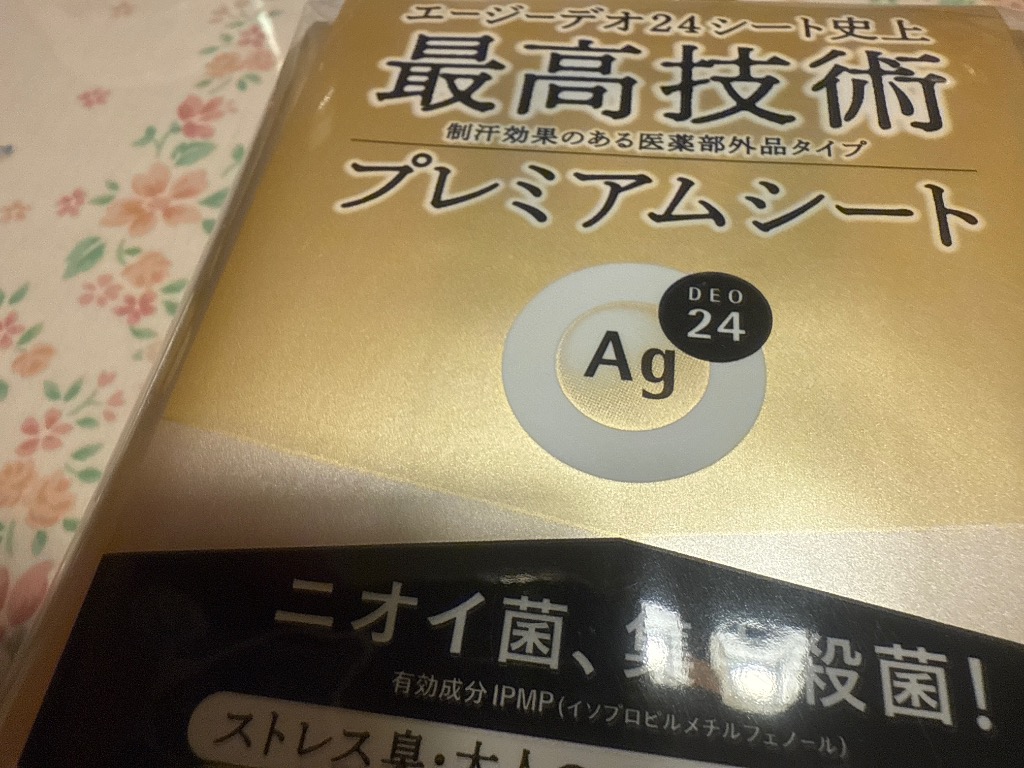 エージーデオ24シート史上
最高技術
制汗効果のある医薬部外品タイプ
プレミアムシート
DEO
24
Ag
ニオイ菌、集中殺菌!
有効成分IPMP(イソプロピルメチルフェノール)
ストレス臭・大人の